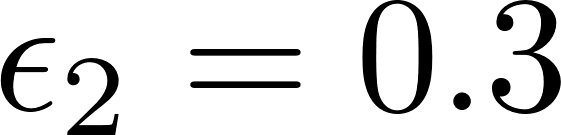 ϵ₂ = 0.3